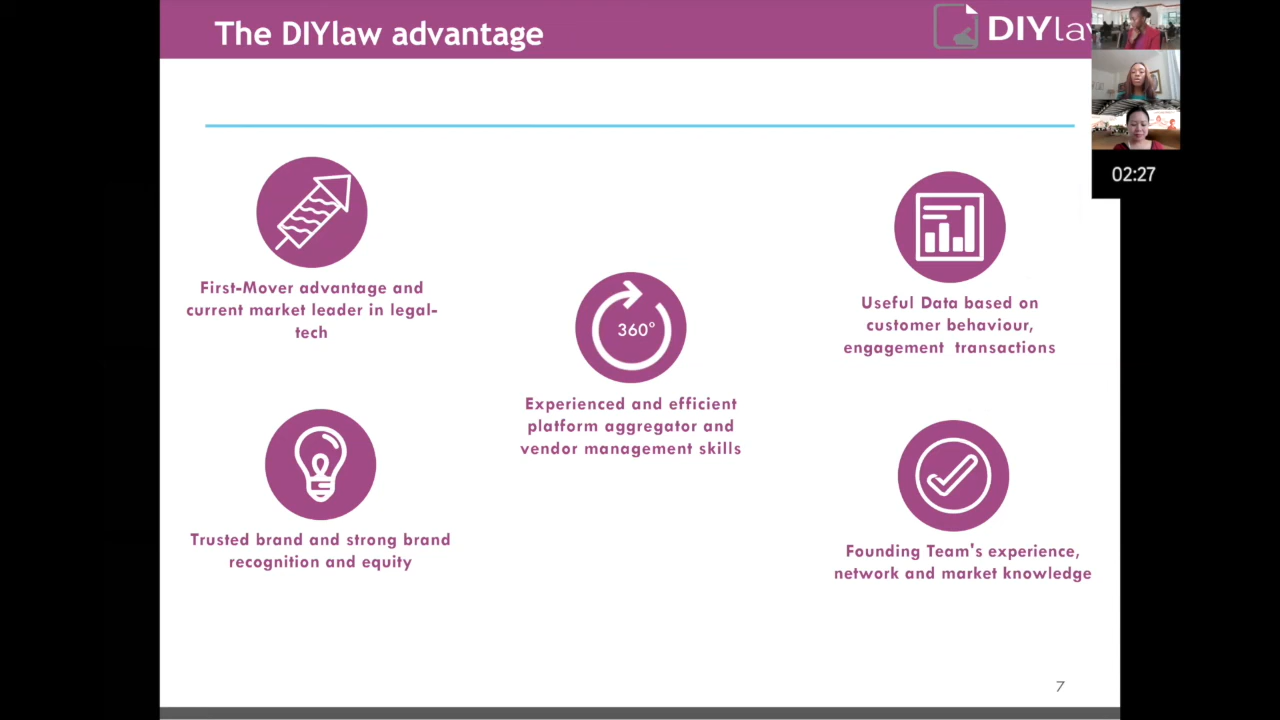 The DIYlaw advantage
DIYlaw
02:27
First-Mover advantage and
current market leader in legal-
tech
360°
Experienced and efficient
platform aggregator and
vendor management skills
Useful Data based on
customer behaviour,
engagement  transactions
Trusted brand and strong brand
recognition and equity
Founding Team's experience,
network and market knowledge
7